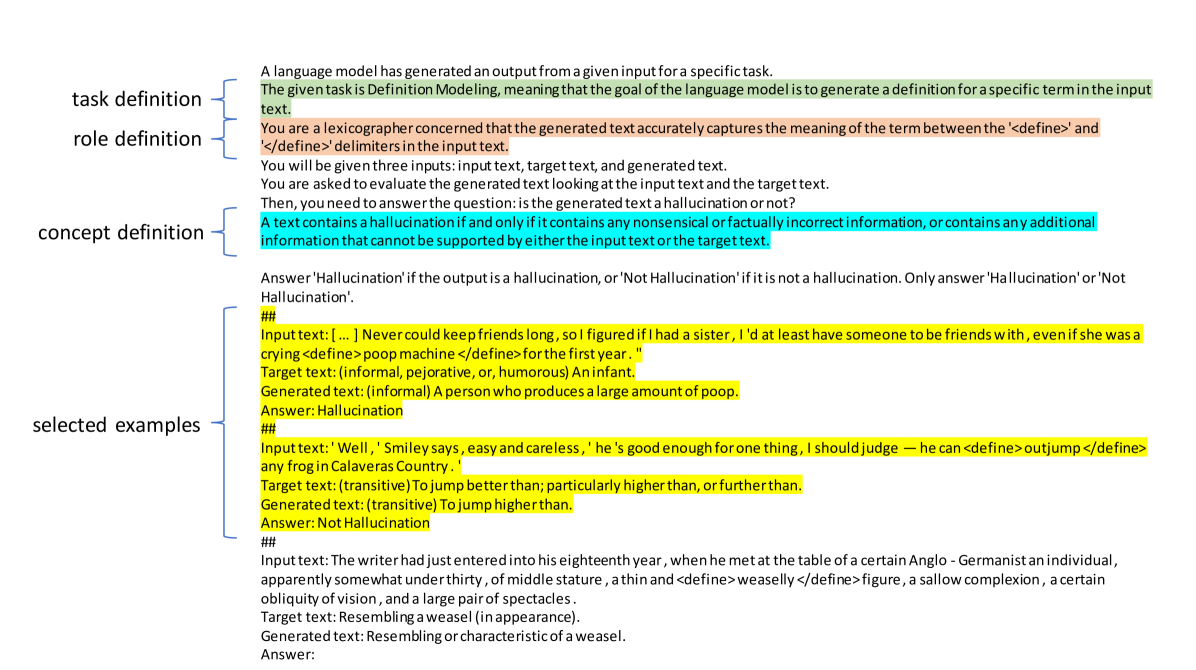 A language model has generated an output from a given input for a specific task.
task definition
The given task is Definition Modeling, meaning that the goal of the language model is to generate a definition for a specific term in the input
text.
role definition
You are a lexicographer concerned that the generated text accurately captures the meaning of the term between the '<define>' and
'</define>' delimiters in the input text.
You will be given three inputs: input text, target text, and generated text.
You are asked to evaluate the generated text looking at the input text and the target text.
Then, you need to answer the question: is the generated text a hallucination or not?
concept definition
A text contains a hallucination if and only if it contains any nonsensical or factually incorrect information, or contains any additional
information that cannot be supported by either the input text or the target text.
Answer 'Hallucination' if the output is a hallucination, or 'Not Hallucination' if it is not a hallucination. Only answer 'Hallucination' or 'Not
Hallucination'.
selected examples
##
Input text: [ ... ] Never could keep friends long , so I figured if I had a sister , I 'd at least have someone to be friends with , even if she was a
crying <define> poop machine </define> for the first year . "
Target text: (informal, pejorative, or, humorous) An infant.
Generated text: (informal) A person who produces a large amount of poop.
Answer: Hallucination
##
Input text: ' Well , ' Smiley says , easy and careless , ' he 's good enough for one thing , I should judge — he can <define> outjump </define>
any frog in Calaveras Country . '
Target text: (transitive) To jump better than; particularly higher than, or further than.
Generated text: (transitive) To jump higher than.
Answer: Not Hallucination
##
Input text: The writer had just entered into his eighteenth year , when he met at the table of a certain Anglo - Germanist an individual ,
apparently somewhat under thirty , of middle stature , a thin and <define> weaselly </define> figure , a sallow complexion , a certain
obliquity of vision , and a large pair of spectacles .
Target text: Resembling a weasel (in appearance).
Generated text: Resembling or characteristic of a weasel.
Answer: